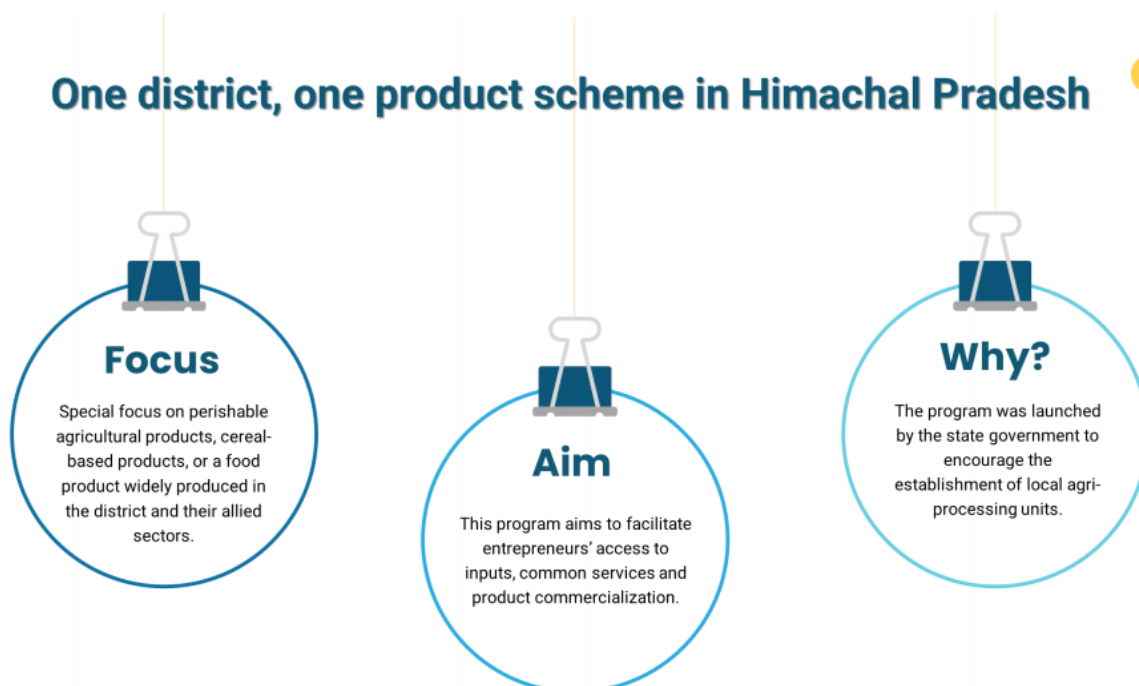 One district, one product scheme in Himachal Pradesh
Focus
Special focus on perishable
agricultural products, cereal-
based products, or a food
product widely produced in
the district and their allied
sectors.
Aim
This program aims to facilitate
entrepreneurs’ access to
inputs, common services and
product commercialization.
Why?
The program was launched
by the state government to
encourage the
establishment of local agri-
processing units.